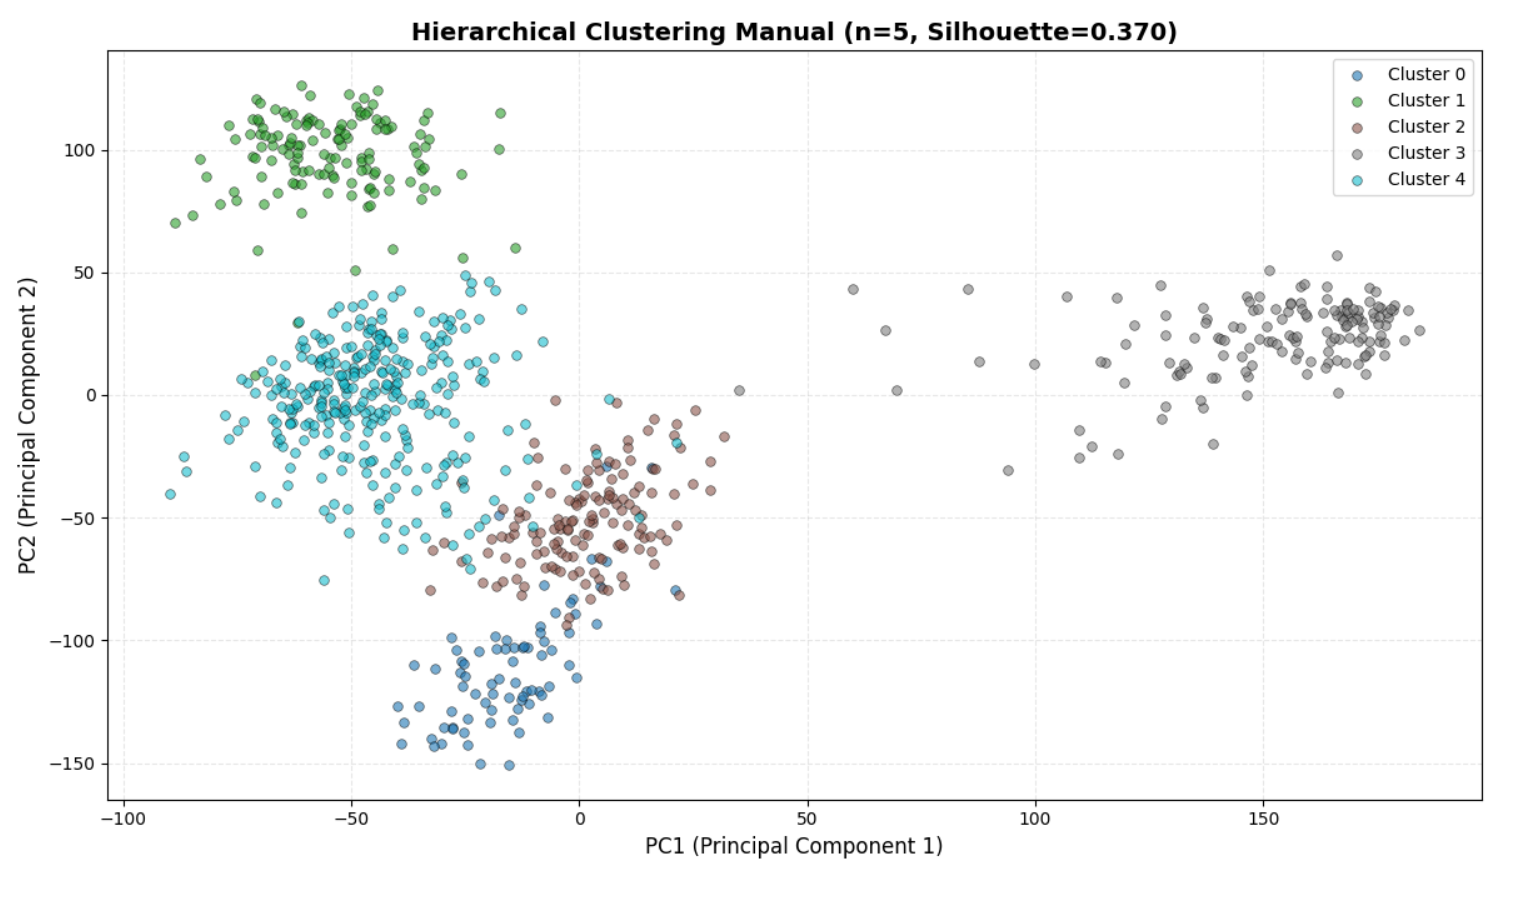 Hierarchical Clustering Manual (n=5, Silhouette=0.370)
Cluster 0
Cluster 1
Cluster 2
Cluster 3
Cluster 4
PC2 (Principal Component 2)
100
50
0
−50
−100
−150
−100
−50
0
50
100
150
PC1 (Principal Component 1)